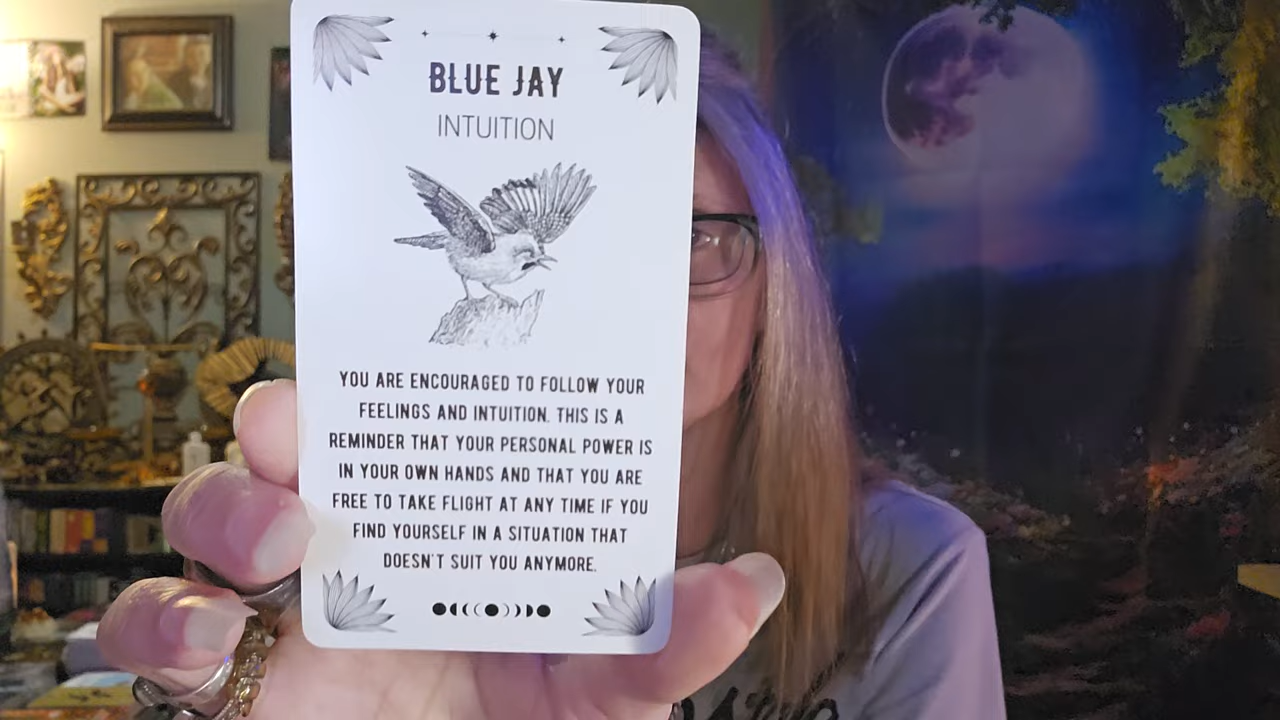 BLUE JAY
INTUITION
YOU ARE ENCOURAGED TO FOLLOW YOUR
FEELINGS AND INTUITION. THIS IS A
REMINDER THAT YOUR PERSONAL POWER IS
IN YOUR OWN HANDS AND THAT YOU ARE
FREE TO TAKE FLIGHT AT ANY TIME IF YOU
FIND YOURSELF IN A SITUATION THAT
DOESN'T SUIT YOU ANYMORE.